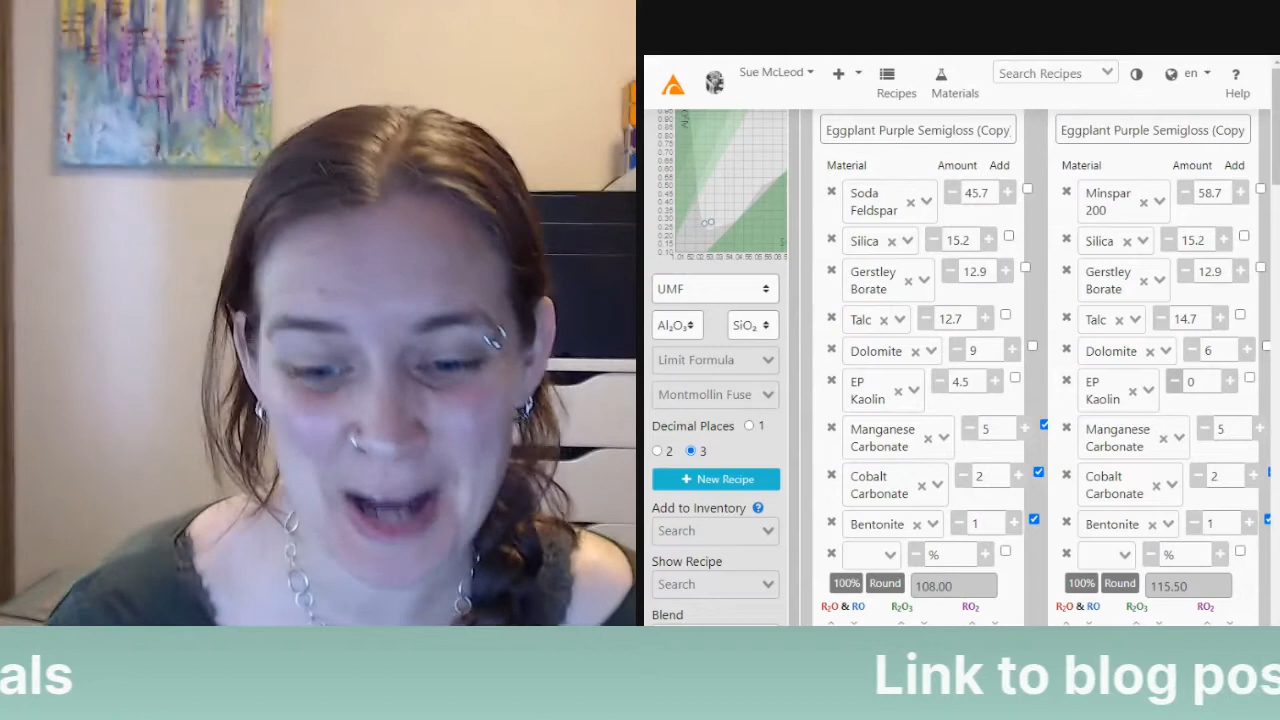 Sue McLeod
Recipes
Materials
Search Recipes
en
?
Help
UMF
Al₂O₃
SiO₂
Limit Formula
Montmollin Fuse
Decimal Places 1
2 3
+ New Recipe
Add to Inventory ?
Search
Show Recipe
Search
Blend
Eggplant Purple Semigloss (Copy)
Material Amount Add
Soda Feldspar 45.7
Silica 15.2
Gerstley Borate 12.9
Talc 12.7
Dolomite 9
EP Kaolin 4.5
Manganese Carbonate 5
Cobalt Carbonate 2
Bentonite 1
%
100% Round 108.00
R₂O & RO R₂O₃ RO₂
Eggplant Purple Semigloss (Copy
Material Amount Add
Minspar 200 58.7
Silica 15.2
Gerstley Borate 12.9
Talc 14.7
Dolomite 6
EP Kaolin 0
Manganese Carbonate 5
Cobalt Carbonate 2
Bentonite 1
%
100% Round 115.50
R₂O & RO R₂O₃ RO₂
als Link to blog pos